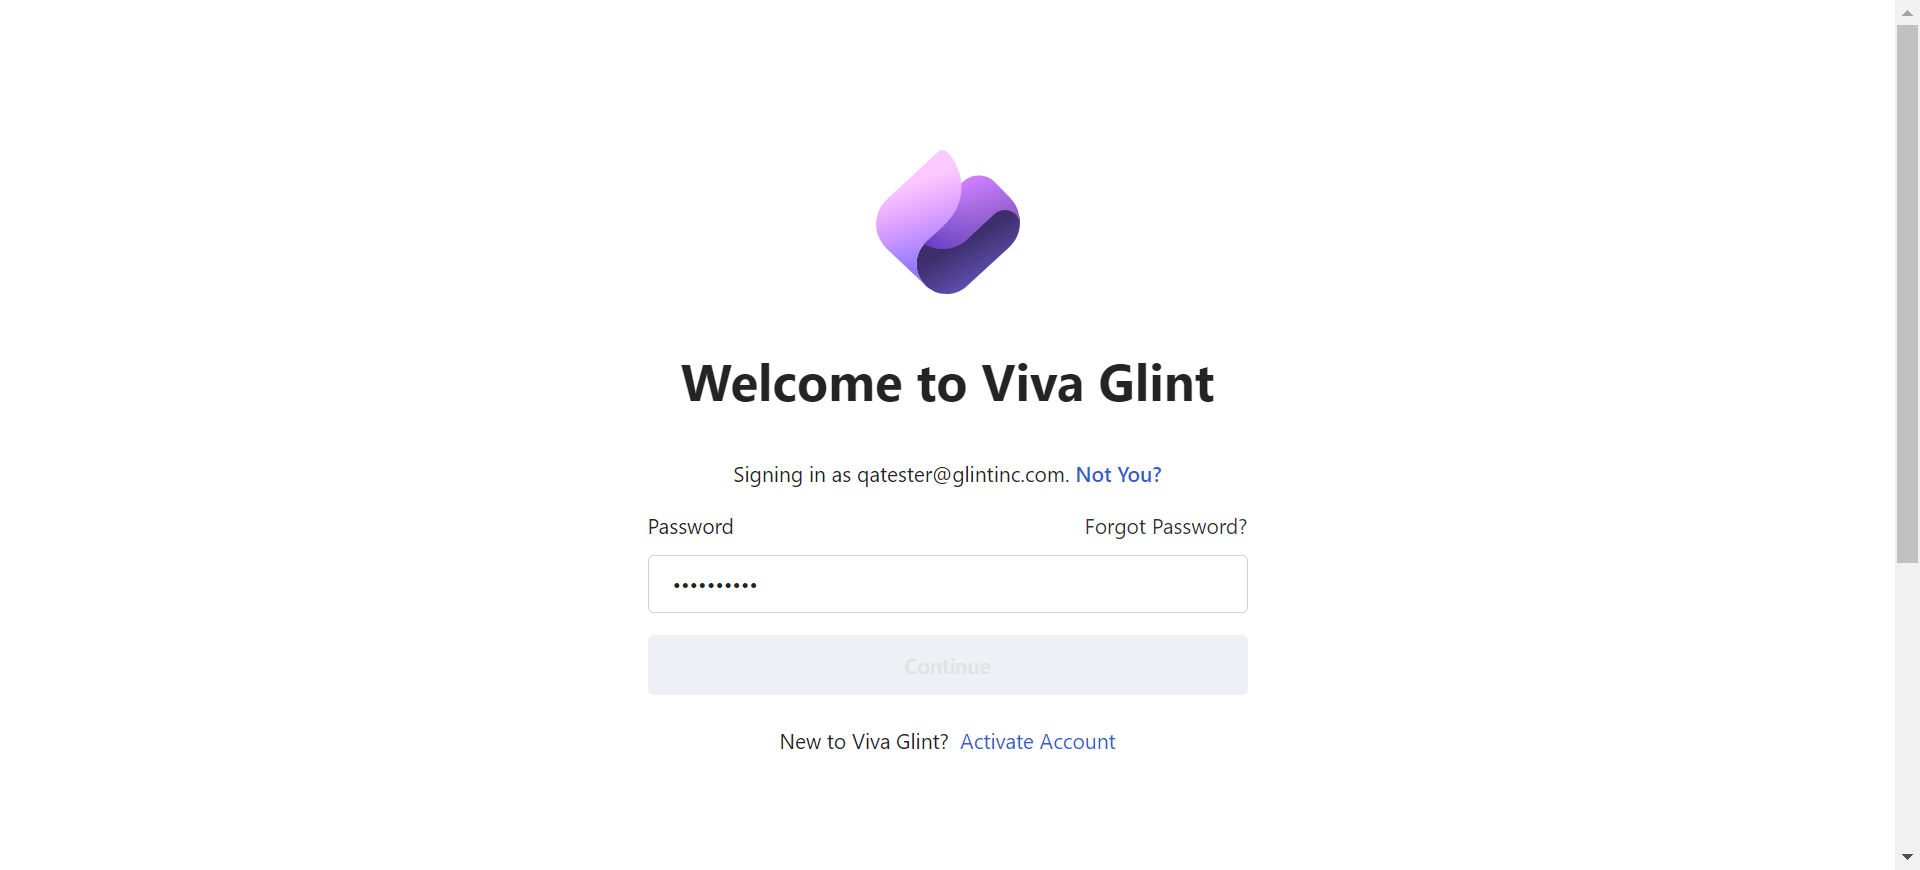 Welcome to Viva Glint
Signing in as qatester@glintinc.com. Not You?
Password Forgot Password?
••••••••••
Continue
New to Viva Glint? Activate Account